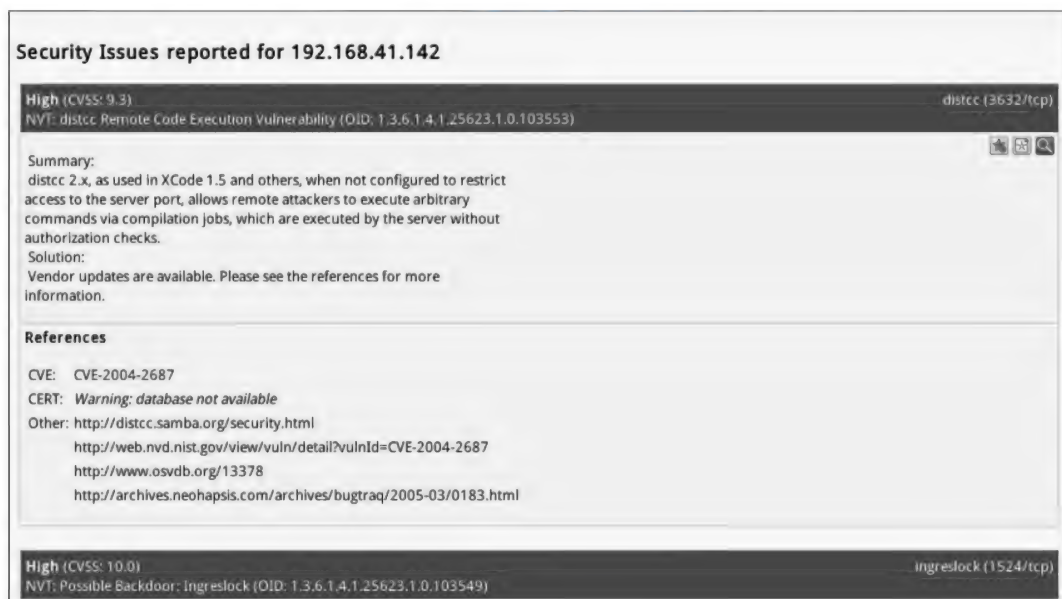 Security Issues reported for 192.168.41.142
High (CVSS: 9.3) distcc (3632/tcp)
NVT: distcc Remote Code Execution Vulnerability (OID: 1.3.6.1.4.1.25623.1.0.103553)
Summary:
distcc 2.x, as used in XCode 1.5 and others, when not configured to restrict
access to the server port, allows remote attackers to execute arbitrary
commands via compilation jobs, which are executed by the server without
authorization checks.
Solution:
Vendor updates are available. Please see the references for more
information.
References
CVE: CVE-2004-2687
CERT: Warning: database not available
Other: http://distcc.samba.org/security.html
http://web.nvd.nist.gov/view/vuln/detail?vulnId=CVE-2004-2687
http://www.osvdb.org/13378
http://archives.neohapsis.com/archives/bugtraq/2005-03/0183.html
High (CVSS: 10.0) ingreslock (1524/tcp)
NVT: Possible Backdoor: Ingreslock (OID: 1.3.6.1.4.1.25623.1.0.103549)